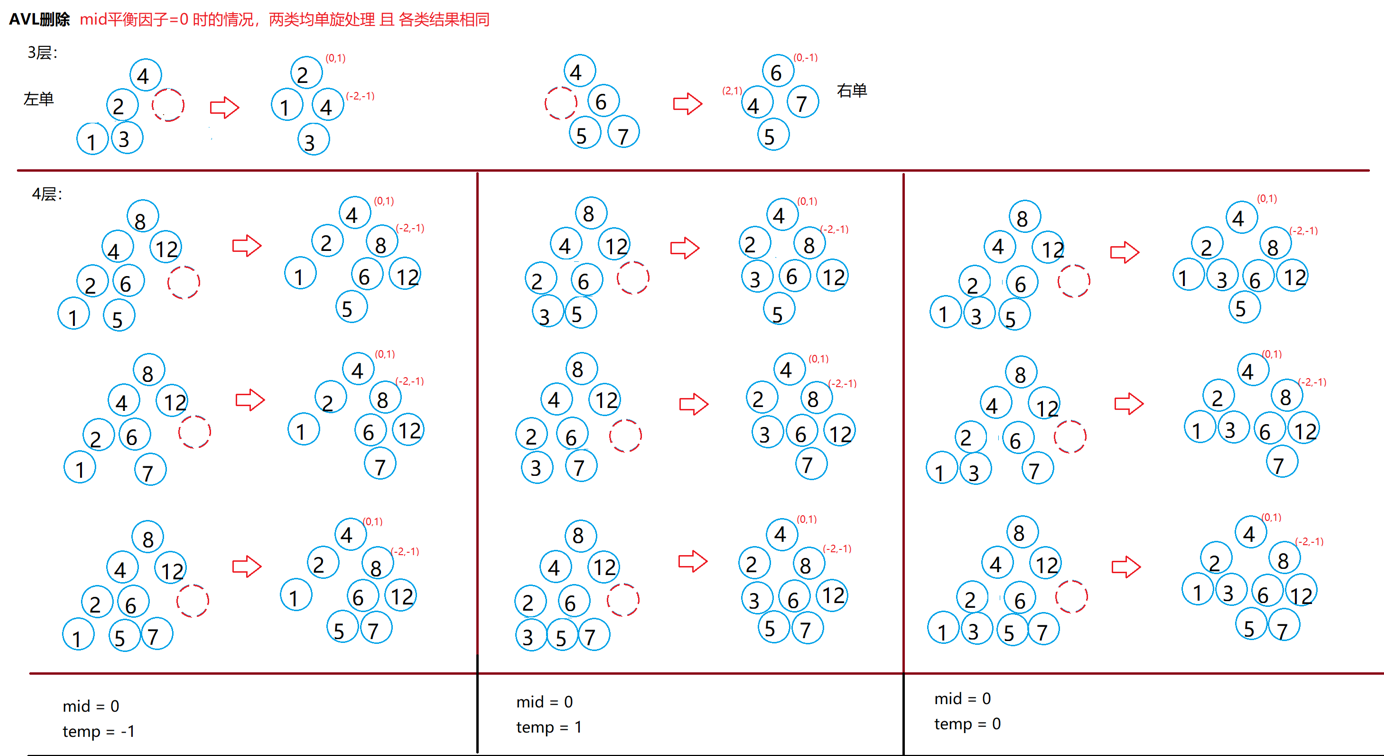 AVL删除 mid平衡因子=0 时的情况，两类均单旋处理 且 各类结果相同
3层：
左单
4
2
1 3
2 (0,1)
1 4 (-2,-1)
3
4
6
5 7
6 (0,-1)
(2,1) 4 7
5
右单
4层：
8
4 12
2 6
1 5
4 (0,1)
2 8 (-2,-1)
1 6 12
5
8
4 12
2 6
3 5
4 (0,1)
2 8 (-2,-1)
3 6 12
5
8
4 12
2 6
1 3 5
4 (0,1)
2 8 (-2,-1)
1 3 6 12
5
8
4 12
2 6
1 7
4 (0,1)
2 8 (-2,-1)
1 6 12
7
8
4 12
2 6
3 7
4 (0,1)
2 8 (-2,-1)
3 6 12
7
8
4 12
2 6
1 3 7
4 (0,1)
2 8 (-2,-1)
1 3 6 12
7
8
4 12
2 6
1 5 7
4 (0,1)
2 8 (-2,-1)
1 6 12
5 7
8
4 12
2 6
3 5 7
4 (0,1)
2 8 (-2,-1)
3 6 12
5 7
8
4 12
2 6
1 3 5 7
4 (0,1)
2 8 (-2,-1)
1 3 6 12
5 7
mid = 0
temp = -1
mid = 0
temp = 1
mid = 0
temp = 0